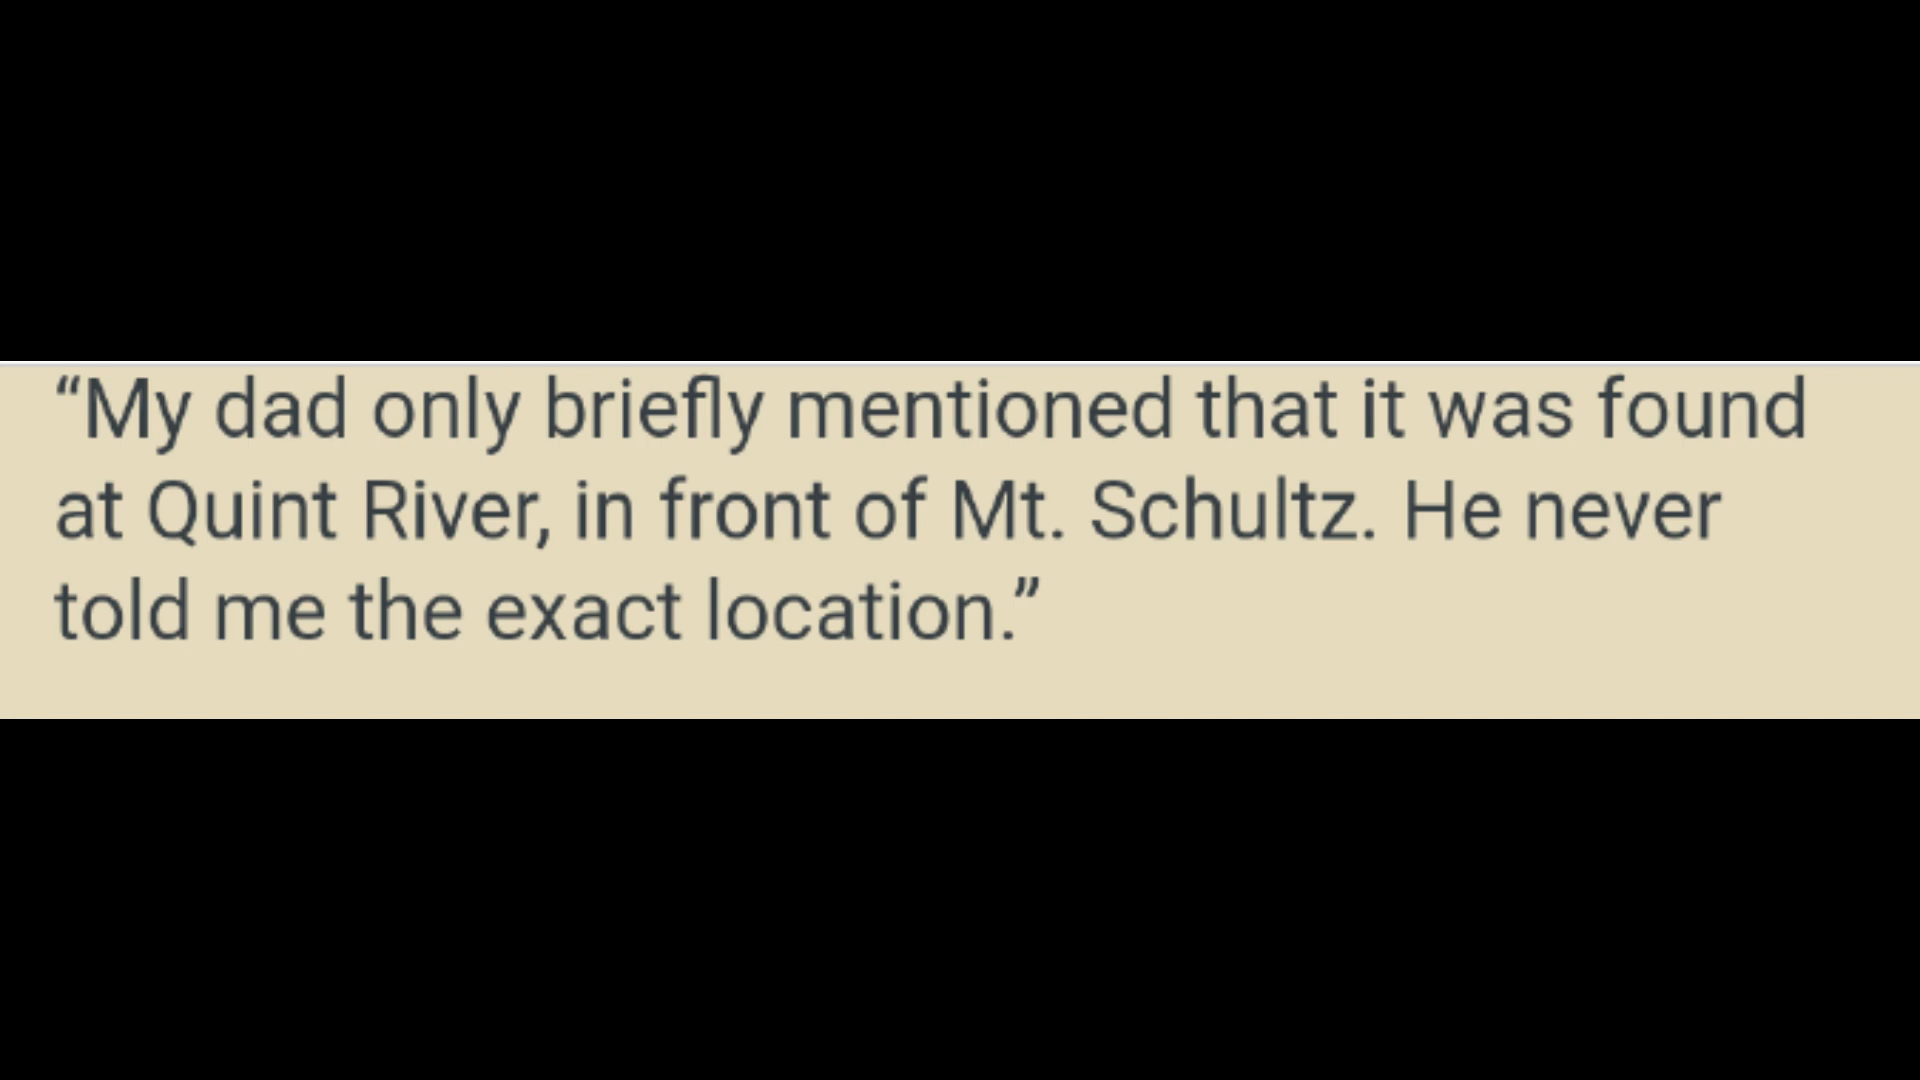 “My dad only briefly mentioned that it was found
at Quint River, in front of Mt. Schultz. He never
told me the exact location.”